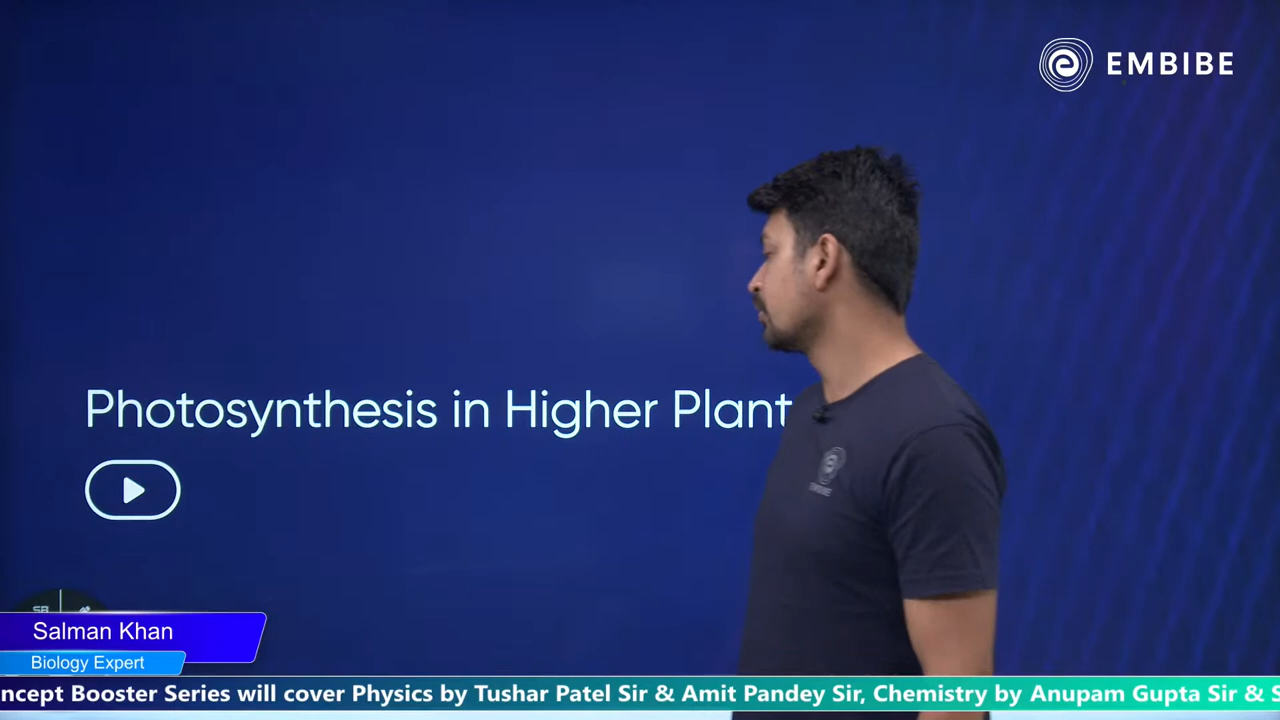 EMBIBE
Photosynthesis in Higher Plant
EMBIBE
Salman Khan
Biology Expert
ncept Booster Series will cover Physics by Tushar Patel Sir & Amit Pandey Sir, Chemistry by Anupam Gupta Sir & S